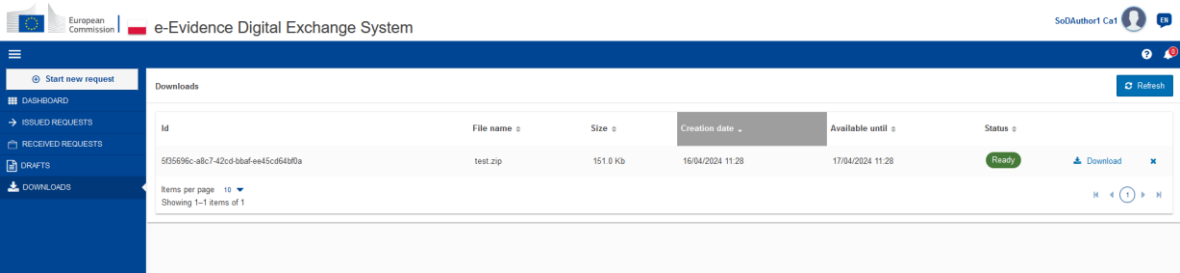 European
Commission
e-Evidence Digital Exchange System
SoDAuthor1 Ca1
EN
0
Start new request
DASHBOARD
ISSUED REQUESTS
RECEIVED REQUESTS
DRAFTS
DOWNLOADS
Downloads
Refresh
Id File name Size Creation date Available until Status
5f35696c-a8c7-42cd-bbaf-ee45cd64bf0a test.zip 151.0 Kb 16/04/2024 11:28 17/04/2024 11:28 Ready Download
Items per page 10
Showing 1–1 items of 1
1